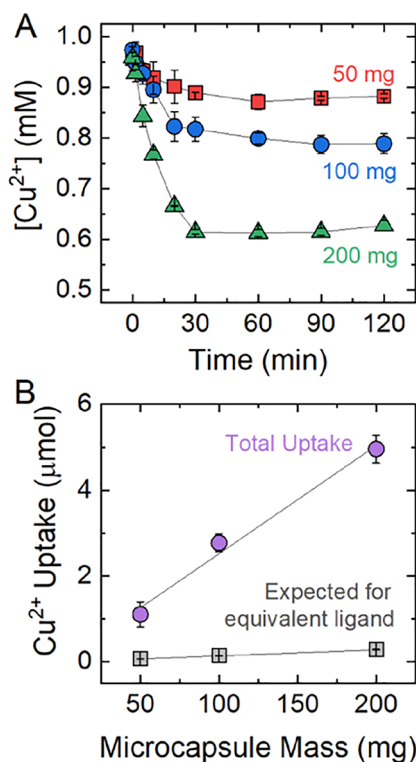 A
1.0
0.9
0.8
0.7
0.6
0.5
[Cu²⁺] (mM)
50 mg
100 mg
200 mg
0 30 60 90 120
Time (min)
B
6
4
2
0
Cu²⁺ Uptake (μmol)
Total Uptake
Expected for
equivalent ligand
50 100 150 200
Microcapsule Mass (mg)